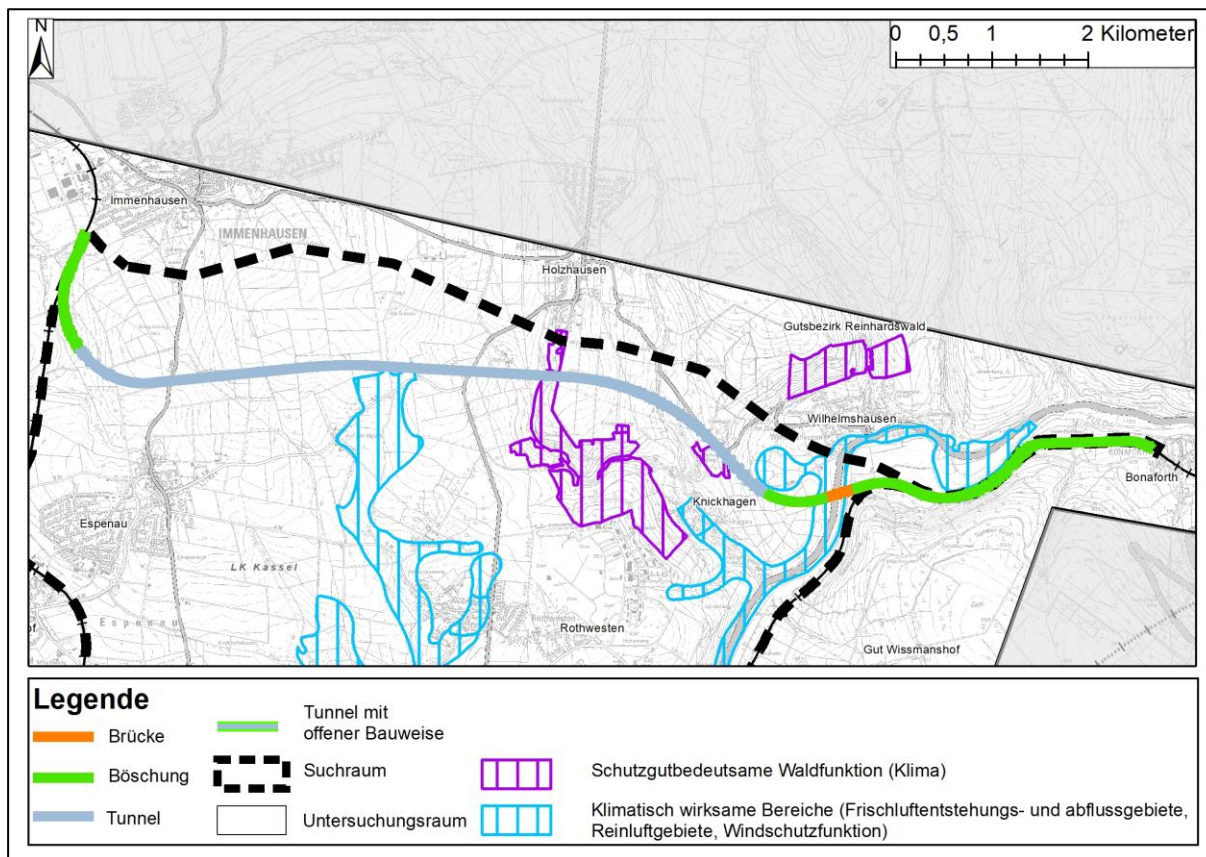 N
0 0,5 1 2 Kilometer
Immenhausen
IMMENHAUSEN
Holzhausen
Gutsbezirk Reinhardswald
Wilhelmshausen
Bonaforth
Knickhagen
Espenau
LK Kassel
Espenau
Rothwesten
Rothwesten
Gut Wissmanshof
Legende
Brücke
Böschung
Tunnel
Tunnel mit
offener Bauweise
Suchraum
Untersuchungsraum
Schutzgutbedeutsame Waldfunktion (Klima)
Klimatisch wirksame Bereiche (Frischluftentstehungs- und abflussgebiete,
Reinluftgebiete, Windschutzfunktion)